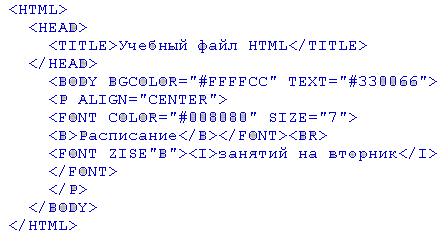 <HTML>
<HEAD>
<TITLE>Учебный файл HTML</TITLE>
</HEAD>
<BODY BGCOLOR="#FFFFCC" TEXT="#330066">
<P ALIGN="CENTER">
<FONT COLOR="#008080" SIZE="7">
<B>Расписание</B></FONT><BR>
<FONT ZISE"B"><I>занятий на вторник</I>
</FONT>
</P>
</BODY>
</HTML>